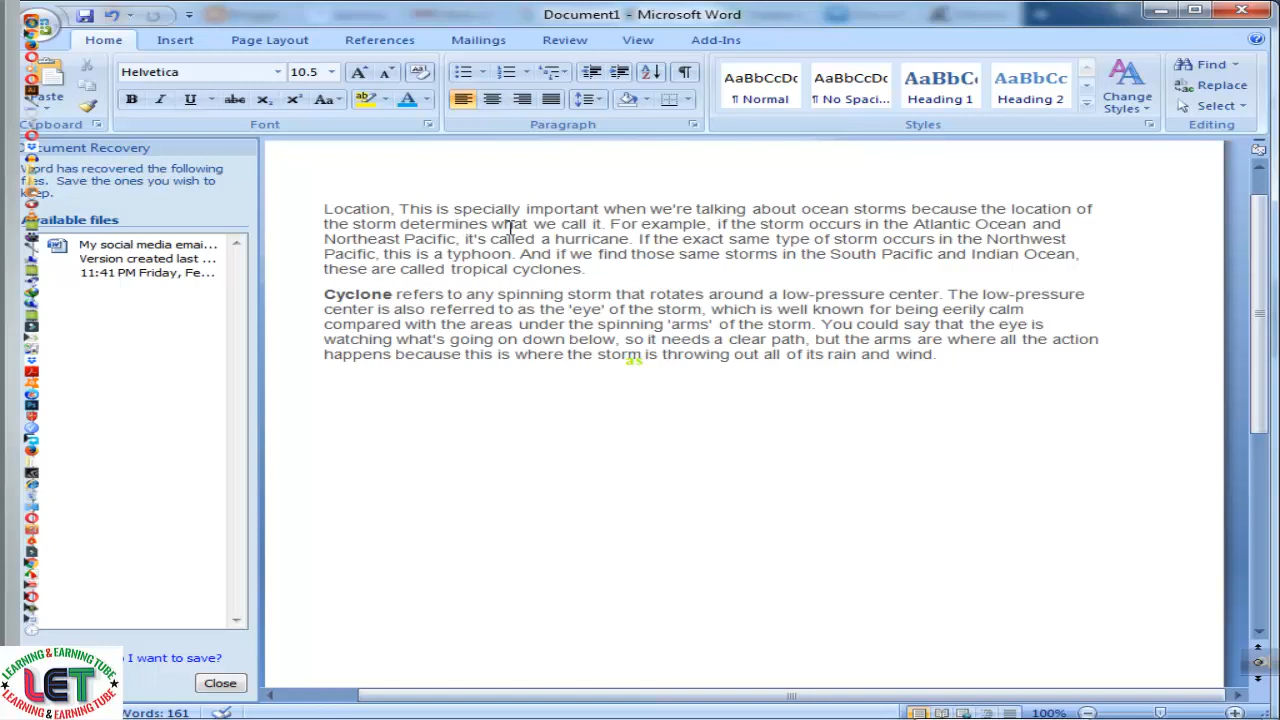 Document1 - Microsoft Word
Home Insert Page Layout References Mailings Review View Add-Ins
Helvetica 10.5
AaBbCcDc AaBbCcDc AaBbC AaBbCc
Paste
¶ Normal ¶ No Spaci... Heading 1 Heading 2
Change
Styles
Find
Replace
Select
Clipboard Font Paragraph Styles Editing
cument Recovery
Word has recovered the following
files. Save the ones you wish to
keep.
Available files
My social media emai...
Version created last ...
11:41 PM Friday, Fe...
Location, This is specially important when we're talking about ocean storms because the location of
the storm determines what we call it. For example, if the storm occurs in the Atlantic Ocean and
Northeast Pacific, it's called a hurricane. If the exact same type of storm occurs in the Northwest
Pacific, this is a typhoon. And if we find those same storms in the South Pacific and Indian Ocean,
these are called tropical cyclones.
Cyclone refers to any spinning storm that rotates around a low-pressure center. The low-pressure
center is also referred to as the 'eye' of the storm, which is well known for being eerily calm
compared with the areas under the spinning 'arms' of the storm. You could say that the eye is
watching what's going on down below, so it needs a clear path, but the arms are where all the action
happens because this is where the storm is throwing out all of its rain and wind.
as
I want to save?
Close
LEARNING & EARNING TUBE
LET
LEARNING & EARNING TUBE
Words: 161
100%